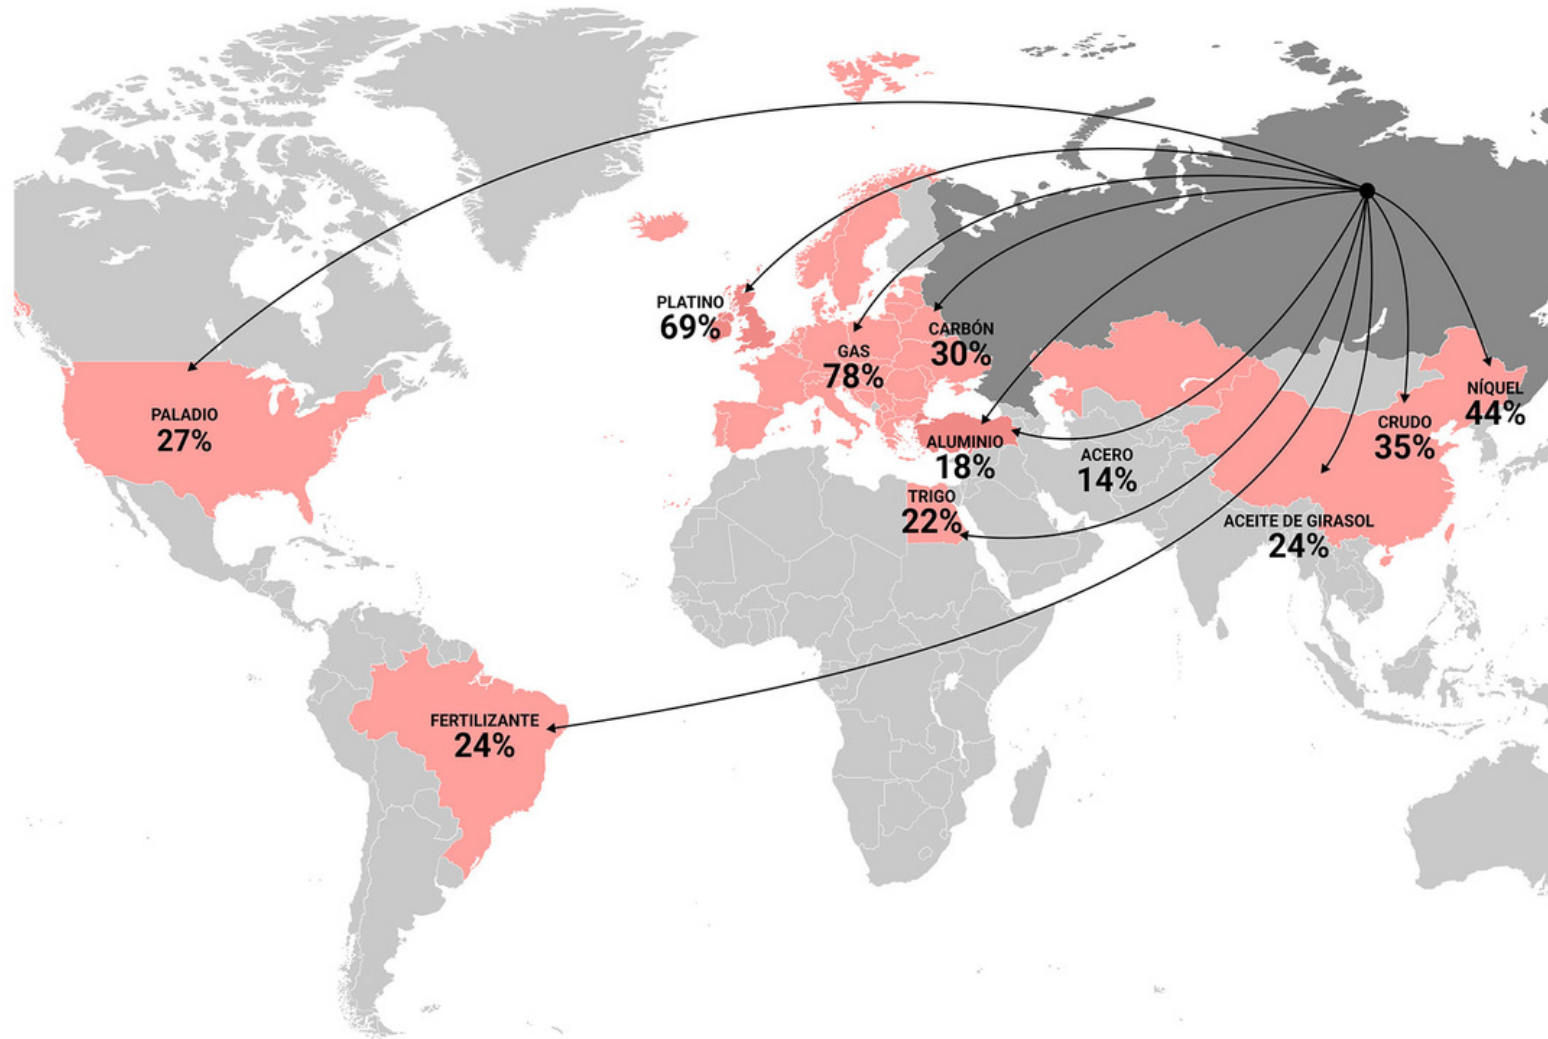 PLATINO
69%
GAS
78%
CARBÓN
30%
PALADIO
27%
ALUMINIO
18%
ACERO
14%
NÍQUEL
44%
CRUDO
35%
TRIGO
22%
ACEITE DE GIRASOL
24%
FERTILIZANTE
24%